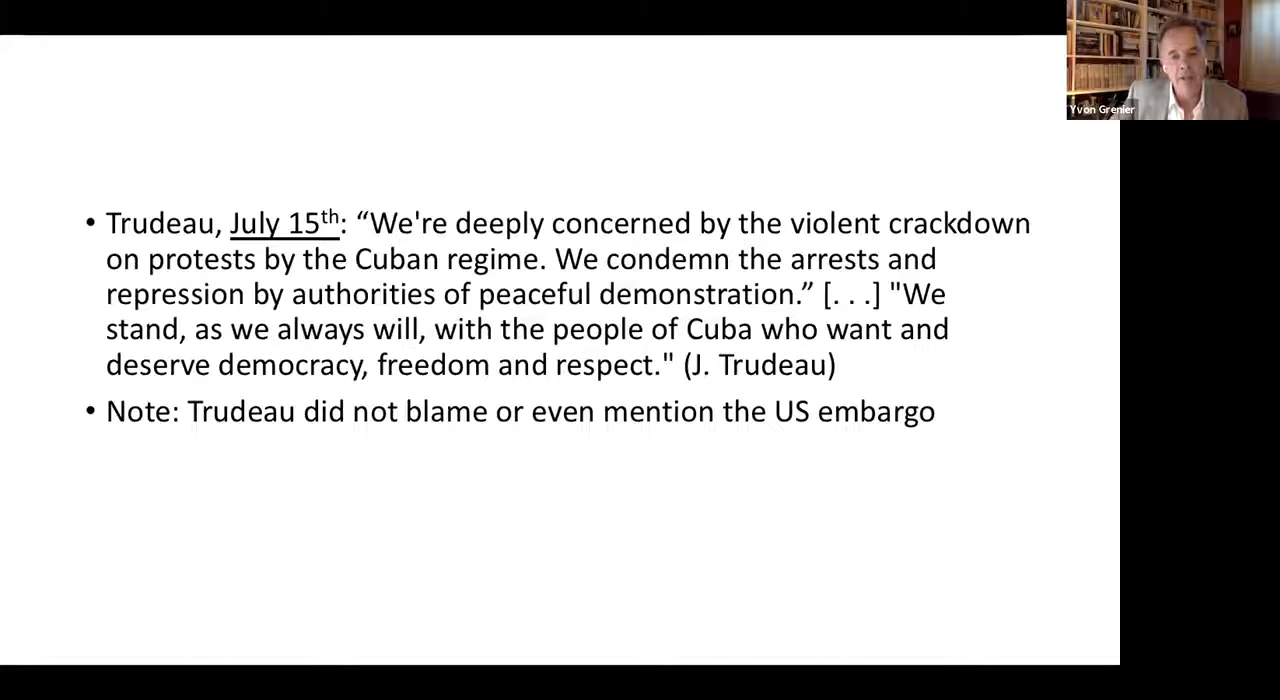 Yvon Grenier
• Trudeau, July 15th: “We're deeply concerned by the violent crackdown
on protests by the Cuban regime. We condemn the arrests and
repression by authorities of peaceful demonstration.” [. . .] "We
stand, as we always will, with the people of Cuba who want and
deserve democracy, freedom and respect." (J. Trudeau)
• Note: Trudeau did not blame or even mention the US embargo